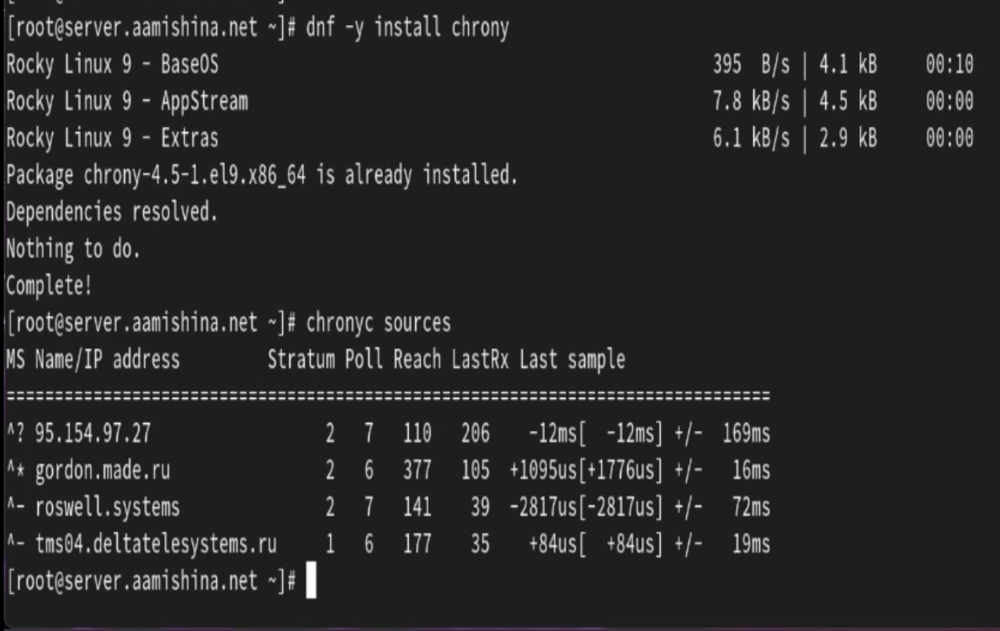 [root@server.aamishina.net ~]# dnf -y install chrony
Rocky Linux 9 - BaseOS                                                   395  B/s | 4.1 kB     00:10
Rocky Linux 9 - AppStream                                                7.8 kB/s | 4.5 kB     00:00
Rocky Linux 9 - Extras                                                   6.1 kB/s | 2.9 kB     00:00
Package chrony-4.5-1.el9.x86_64 is already installed.
Dependencies resolved.
Nothing to do.
Complete!
[root@server.aamishina.net ~]# chronyc sources
MS Name/IP address         Stratum Poll Reach LastRx Last sample
===============================================================================
^? 95.154.97.27                  2   7   110   206    -12ms[  -12ms] +/-  169ms
^* gordon.made.ru                2   6   377   105  +1095us[+1776us] +/-   16ms
^- roswell.systems               2   7   141    39  -2817us[-2817us] +/-   72ms
^- tms04.deltatelesystems.ru     1   6   177    35    +84us[  +84us] +/-   19ms
[root@server.aamishina.net ~]#